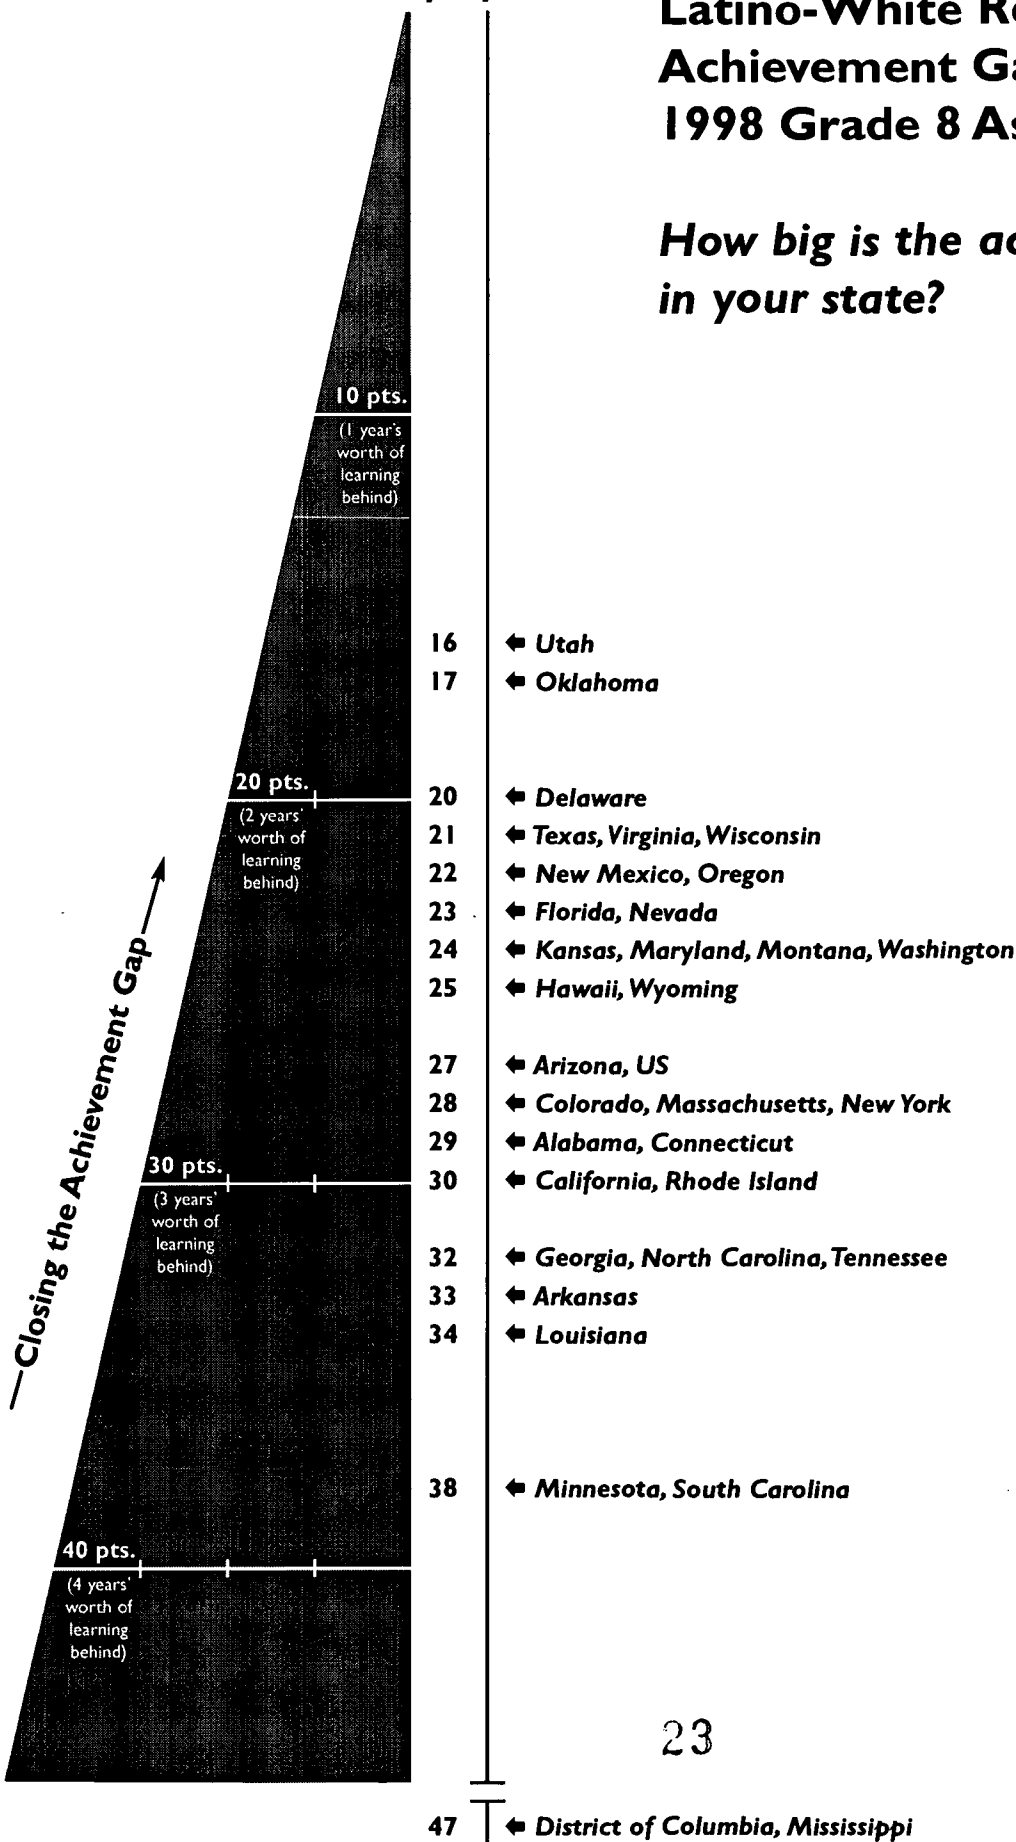 Latino-White
Achievement
1998 Grade 8
How big is the
in your state?
10 pts.
(1 year's
worth of
learning
behind)
16 Utah
17 Oklahoma
20 pts.
(2 years'
worth of
learning
behind)
20 Delaware
21 Texas, Virginia, Wisconsin
22 New Mexico, Oregon
23 Florida, Nevada
24 Kansas, Maryland, Montana, Washington
25 Hawaii, Wyoming
27 Arizona, US
28 Colorado, Massachusetts, New York
29 Alabama, Connecticut
30 pts.
(3 years'
worth of
learning
behind)
30 California, Rhode Island
32 Georgia, North Carolina, Tennessee
33 Arkansas
34 Louisiana
Closing the Achievement Gap
38 Minnesota, South Carolina
40 pts.
(4 years'
worth of
learning
behind)
23
47 District of Columbia, Mississippi